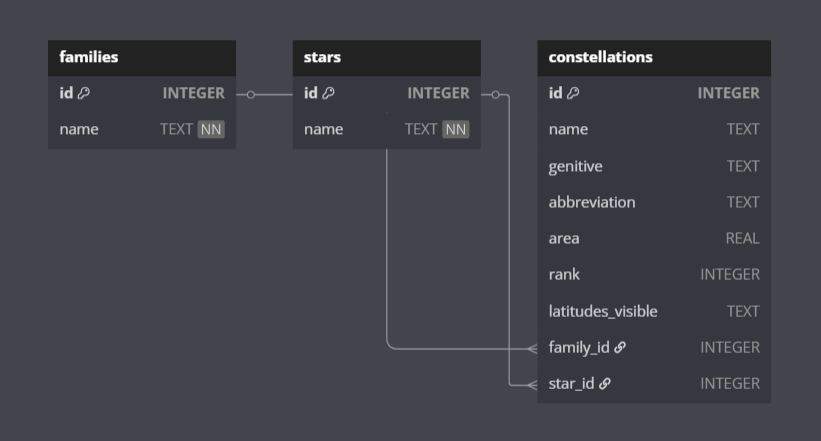 families
id INTEGER
name TEXT NN
stars
id INTEGER
name TEXT NN
constellations
id INTEGER
name TEXT
genitive TEXT
abbreviation TEXT
area REAL
rank INTEGER
latitudes_visible TEXT
family_id INTEGER
star_id INTEGER